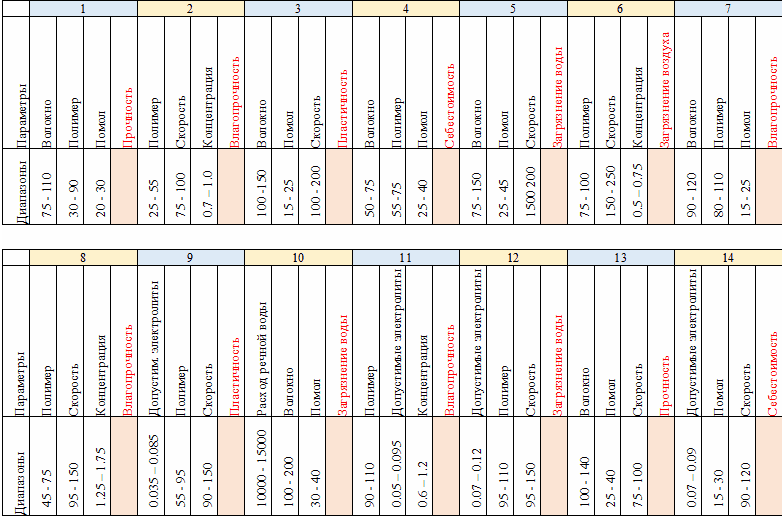 1 2 3 4 5 6 7
Параметры Волокно Полимер Помол Прочность Полимер Скорость Концентрация Влагопрочность Волокно Помол Скорость Пластичность Волокно Полимер Помол Себестоимость Волокно Помол Скорость Загрязнение воды Полимер Скорость Концентрация Загрязнение воздуха Волокно Полимер Помол Влагопрочность
Диапазоны 75 - 110 30 - 90 20 - 30 25 - 55 75 - 100 0.7 – 1.0 100 -150 15 - 25 100 - 200 50 - 75 55 -75 25 - 40 75 - 150 25 - 45 1500 200 75 - 100 150 - 250 0.5 – 0.75 90 - 120 80 - 110 15 - 25
8 9 10 11 12 13 14
Параметры Полимер Скорость Концентрация Влагопрочность Допустим. электролиты Полимер Скорость Пластичность Расход речной воды Волокно Помол Загрязнение воды Полимер Допустимые электролиты Концентрация Влагопрочность Допустимые электролиты Полимер Скорость Загрязнение воды Волокно Помол Скорость Прочность Допустимые электролиты Помол Скорость Себестоимость
Диапазоны 45 - 75 95 - 150 1.25 – 1.75 0.035 – 0.085 55 - 95 90 - 150 10000 - 15000 100 - 200 30 - 40 90 - 110 0.05 – 0.095 0.6 – 1.2 0.07 – 0.12 95 - 110 95 - 150 100 - 140 25 - 40 75 - 100 0.07 – 0.09 15 - 30 90 - 120